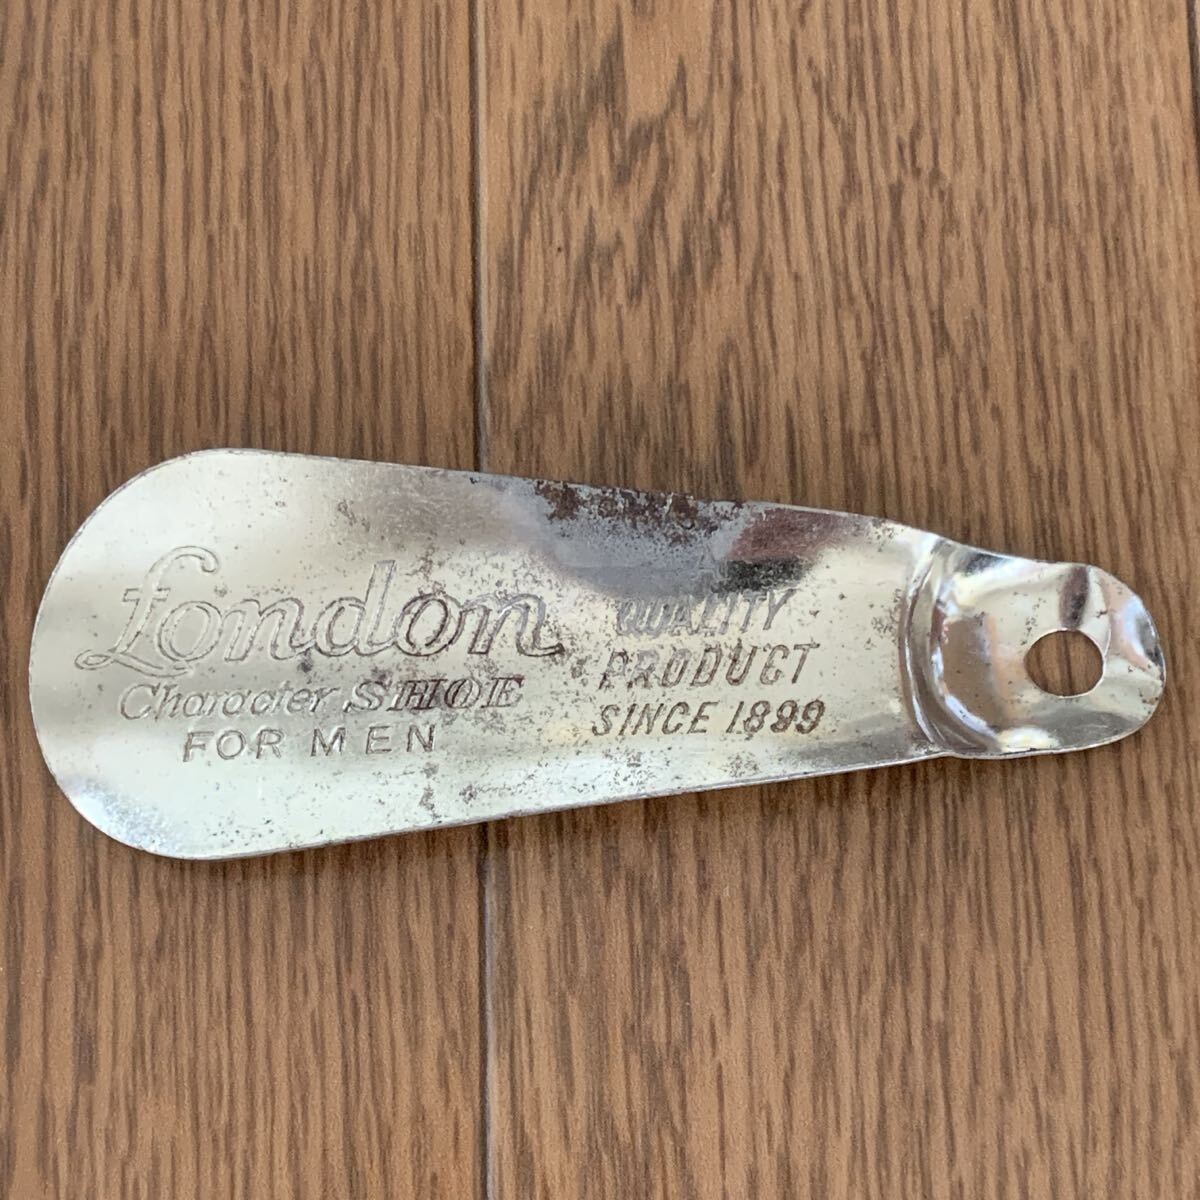 London
Character SHOE
FOR MEN
QUALITY
PRODUCT
SINCE 1899